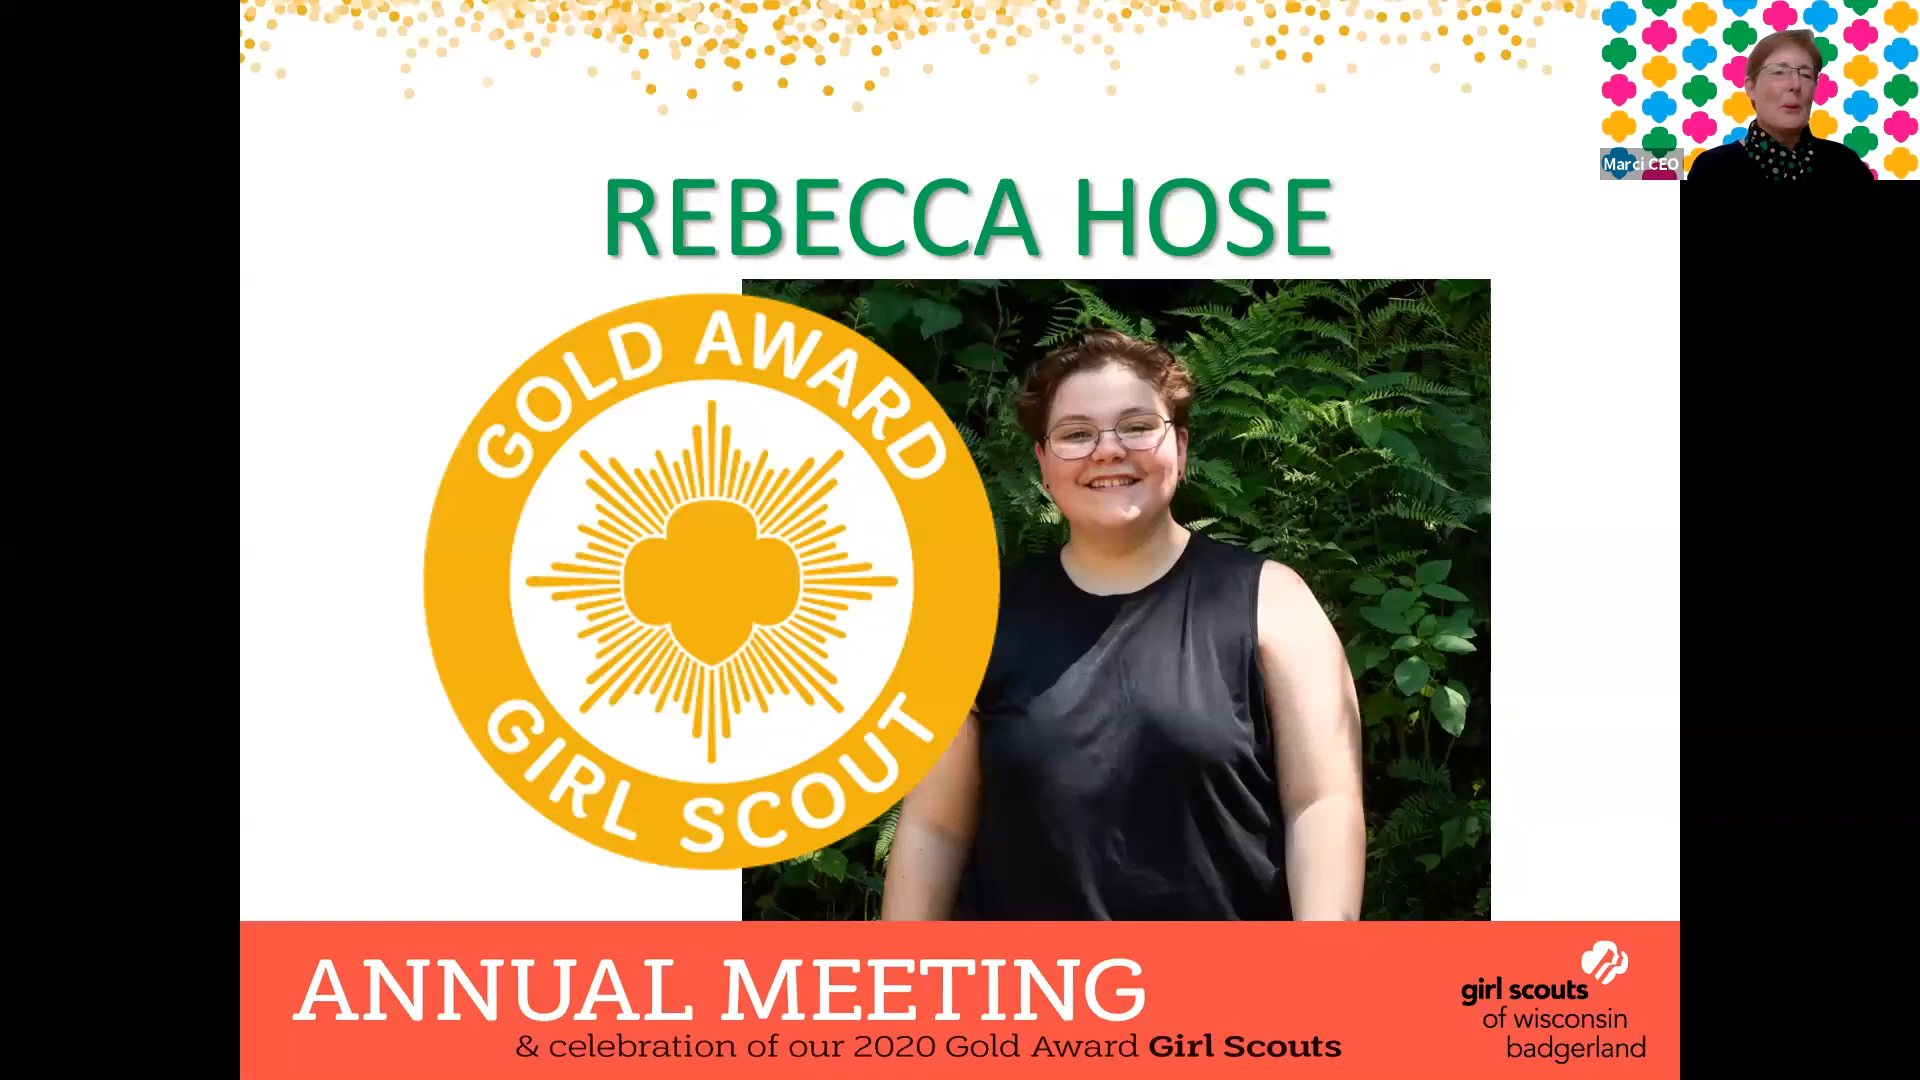 Marci CEO
REBECCA HOSE
GOLD AWARD
GIRL SCOUT
ANNUAL MEETING
& celebration of our 2020 Gold Award Girl Scouts
girl scouts
of wisconsin
badgerland